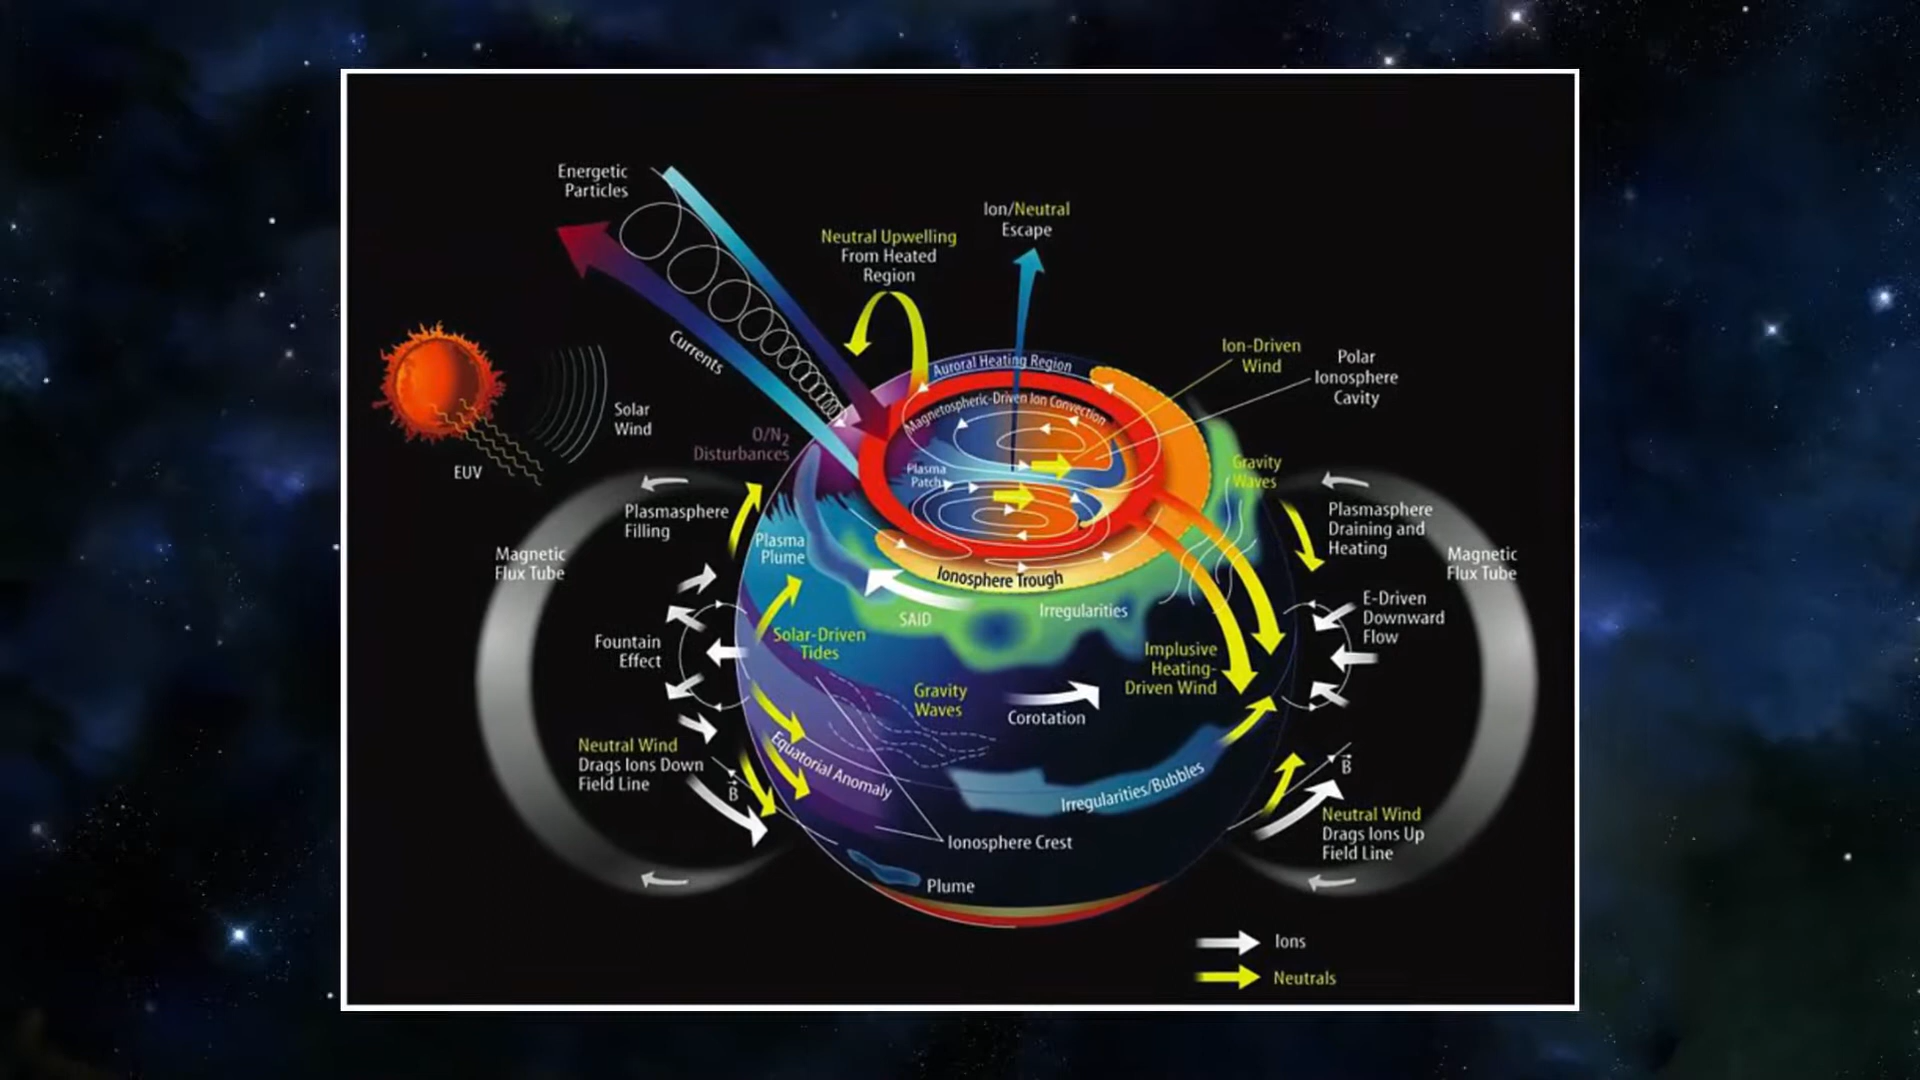 Energetic
Particles
Ion/Neutral
Escape
Neutral Upwelling
From Heated
Region
Currents
Auroral Heating Region
Ion-Driven
Wind
Polar
Ionosphere
Cavity
Magnetospheric-Driven Ion Convection
Solar
Wind
EUV
O/N2
Disturbances
Plasma
Patch
Gravity
Waves
Plasmasphere
Filling
Plasmasphere
Draining and
Heating
Magnetic
Flux Tube
Magnetic
Flux Tube
Plasma
Plume
Ionosphere Trough
SAID
Irregularities
E-Driven
Downward
Flow
Fountain
Effect
Solar-Driven
Tides
Implusive
Heating-
Driven Wind
Gravity
Waves
Corotation
Neutral Wind
Drags Ions Down
Field Line
B
Equatorial Anomaly
Irregularities/Bubbles
B
Neutral Wind
Drags Ions Up
Field Line
Ionosphere Crest
Plume
Ions
Neutrals